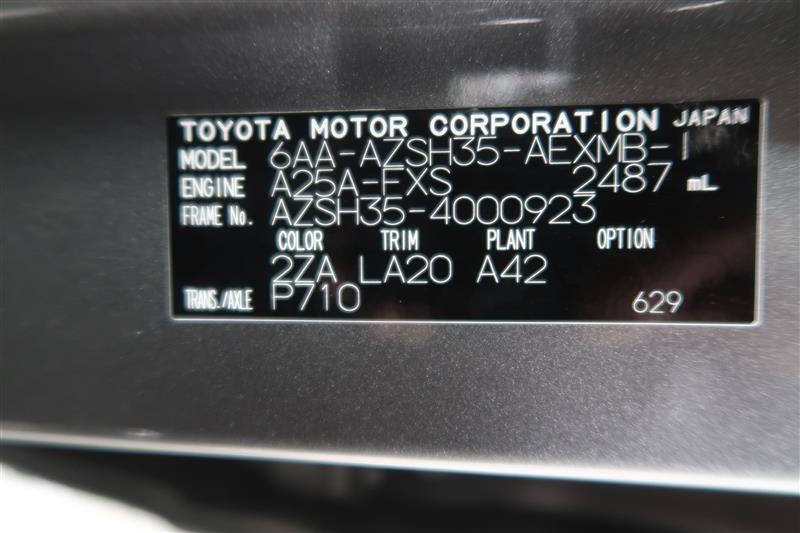 TOYOTA MOTOR CORPORATION JAPAN
MODEL 6AA-AZSH35-AEXMB-I
ENGINE A25A-FXS 2487 mL
FRAME No. AZSH35-4000923
COLOR TRIM PLANT OPTION
2ZA LA20 A42
TRANS./AXLE P710 629